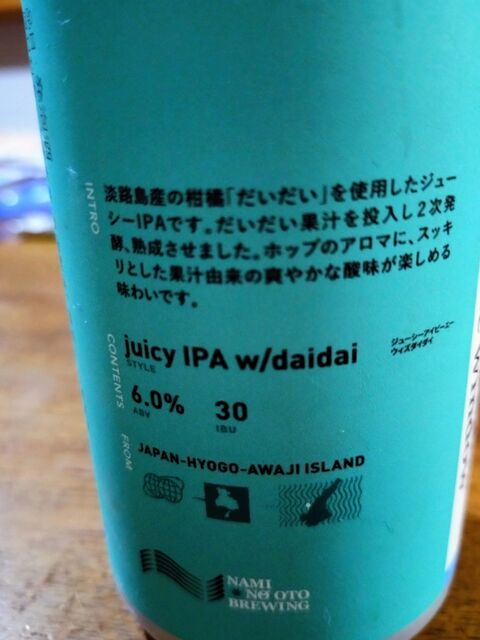 INTRO
淡路島産の柑橘「だいだい」を使用したジュー
シーIPAです。だいだい果汁を投入し2次発
酵、熟成させました。ホップのアロマに、スッキ
リとした果汁由来の爽やかな酸味が楽しめる
味わいです。
CONTENTS
juicy IPA w/daidai
STYLE
ジューシーアイピーエー
ウィズダイダイ
6.0%
ABV
30
IBU
FROM
JAPAN-HYOGO-AWAJI ISLAND
NAMI
NO OTO
BREWING